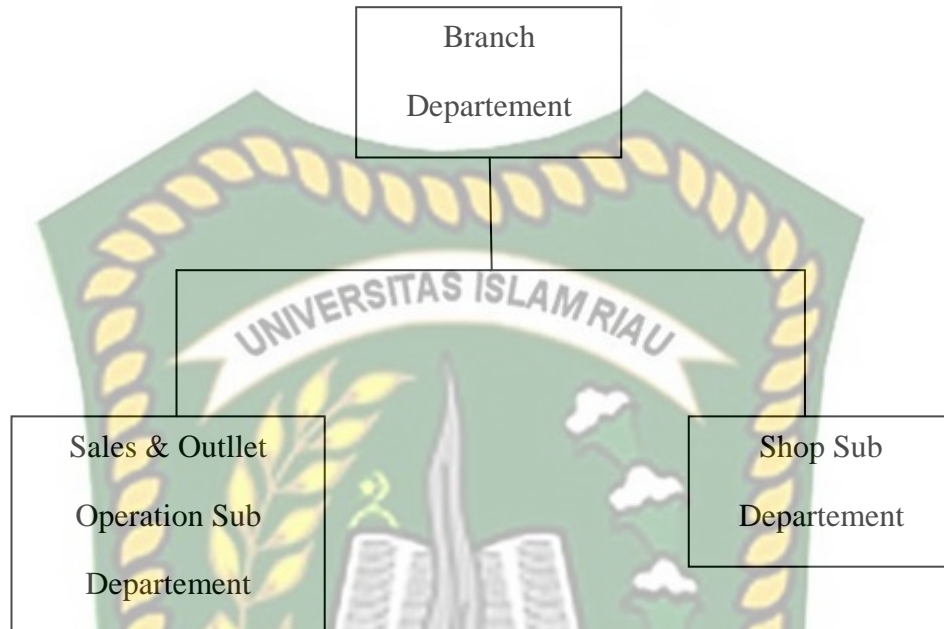 Branch
Departement
UNIVERSITAS ISLAM RIAU
Sales & Outllet
Operation Sub
Departement
Shop Sub
Departement